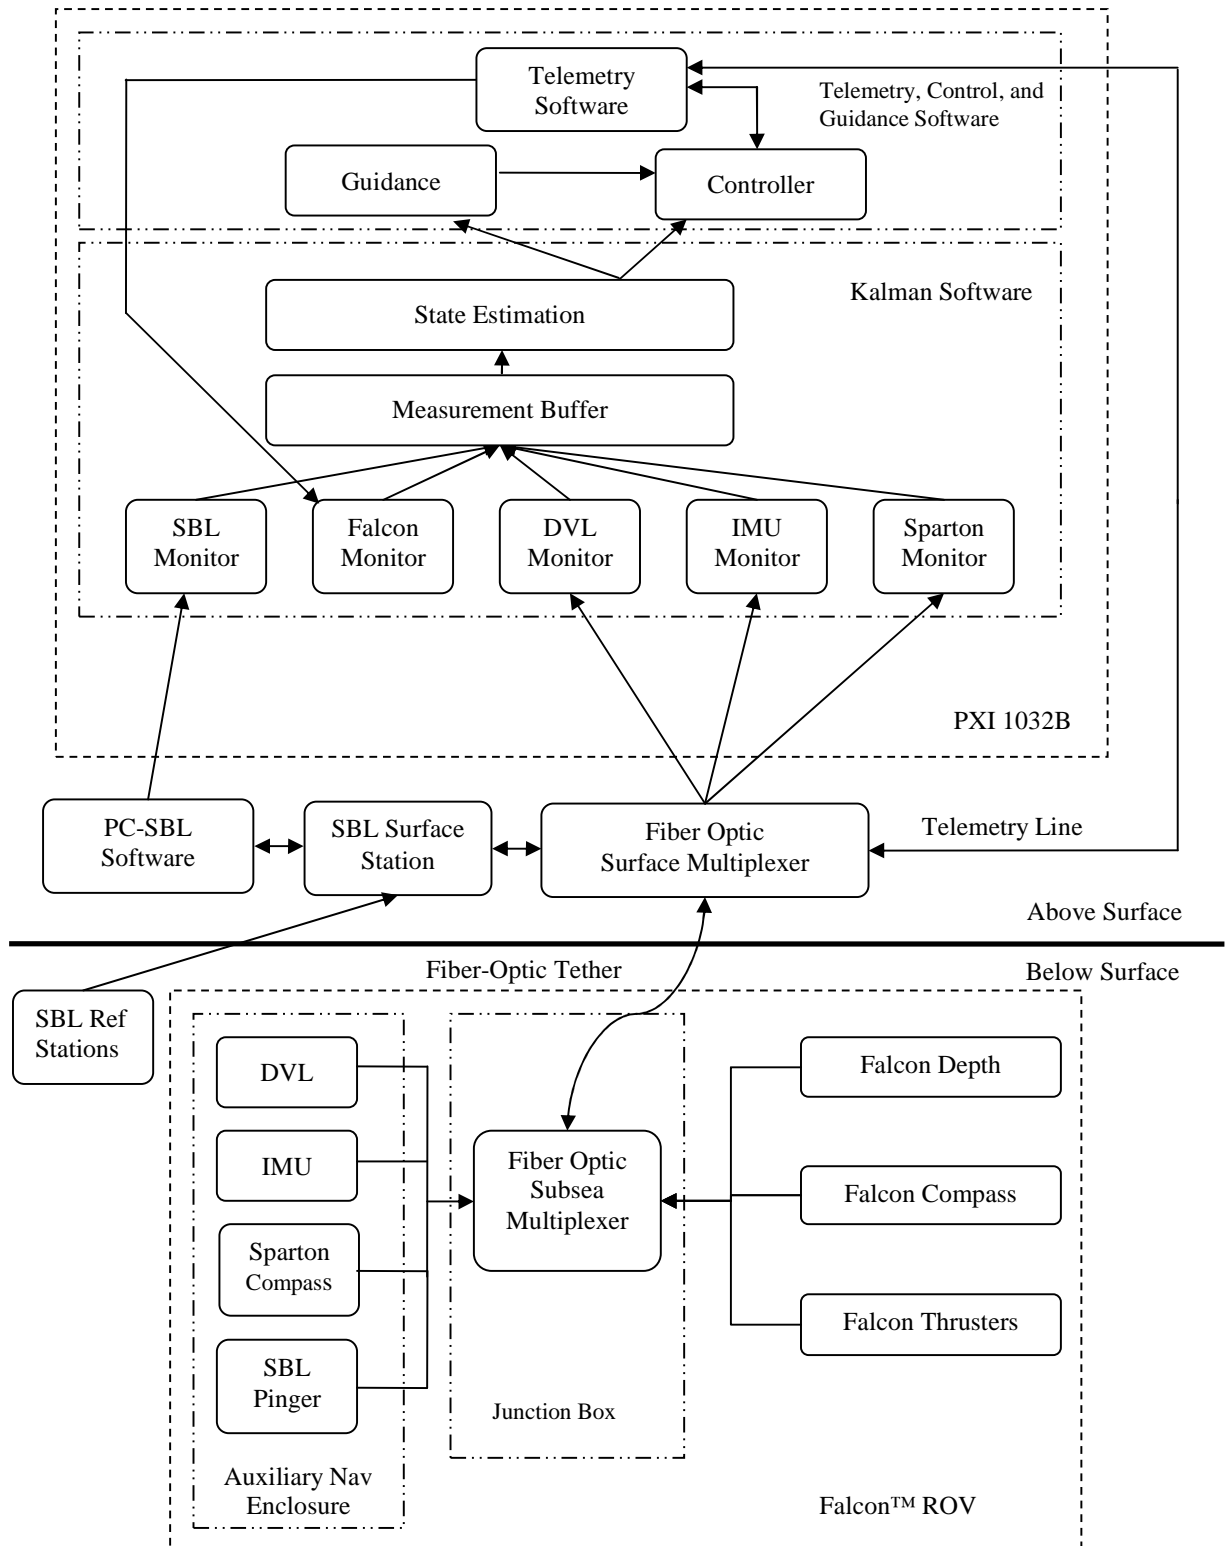 Telemetry
Software
Telemetry, Control, and
Guidance Software
Guidance
Controller
Kalman Software
State Estimation
Measurement Buffer
SBL
Monitor
Falcon
Monitor
DVL
Monitor
IMU
Monitor
Sparton
Monitor
PXI 1032B
PC-SBL
Software
SBL Surface
Station
Fiber Optic
Surface Multiplexer
Telemetry Line
Above Surface
Fiber-Optic Tether
Below Surface
SBL Ref
Stations
DVL
IMU
Sparton
Compass
SBL
Pinger
Auxiliary Nav
Enclosure
Fiber Optic
Subsea
Multiplexer
Junction Box
Falcon Depth
Falcon Compass
Falcon Thrusters
Falcon™ ROV